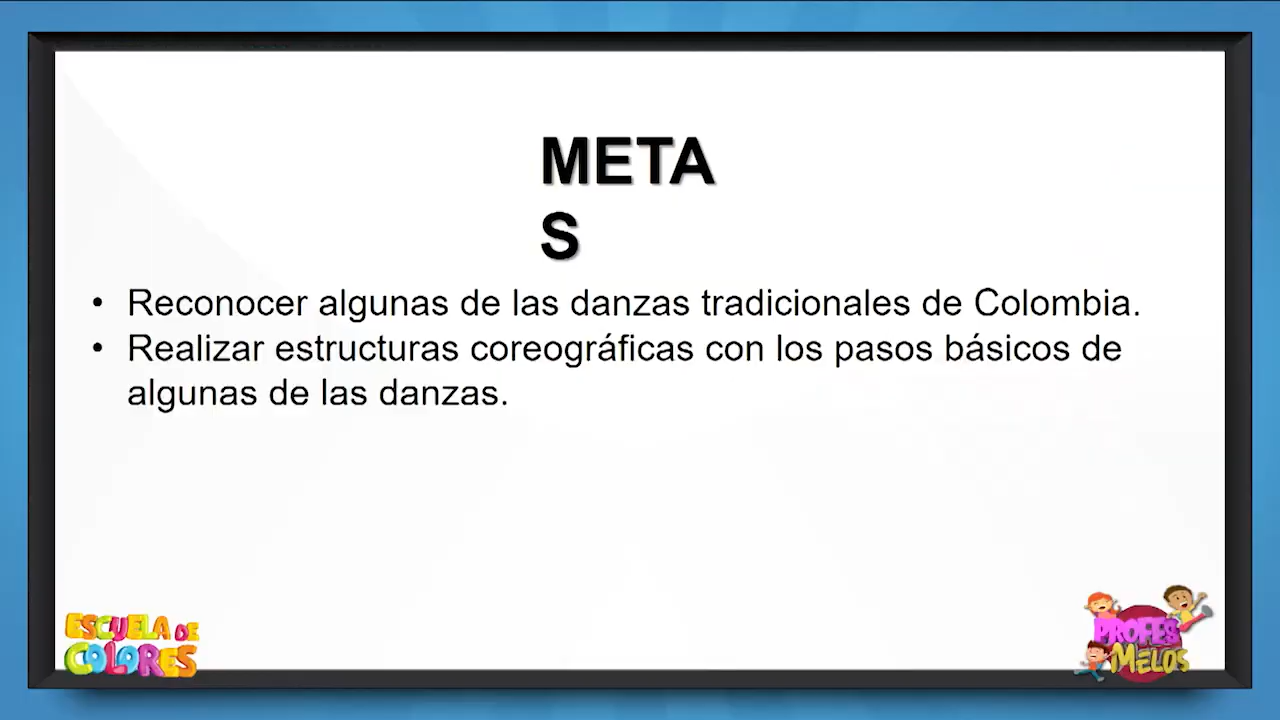 META
S
• Reconocer algunas de las danzas tradicionales de Colombia.
• Realizar estructuras coreográficas con los pasos básicos de
algunas de las danzas.
ESCUELA DE
COLORES
PROFES
MELOS